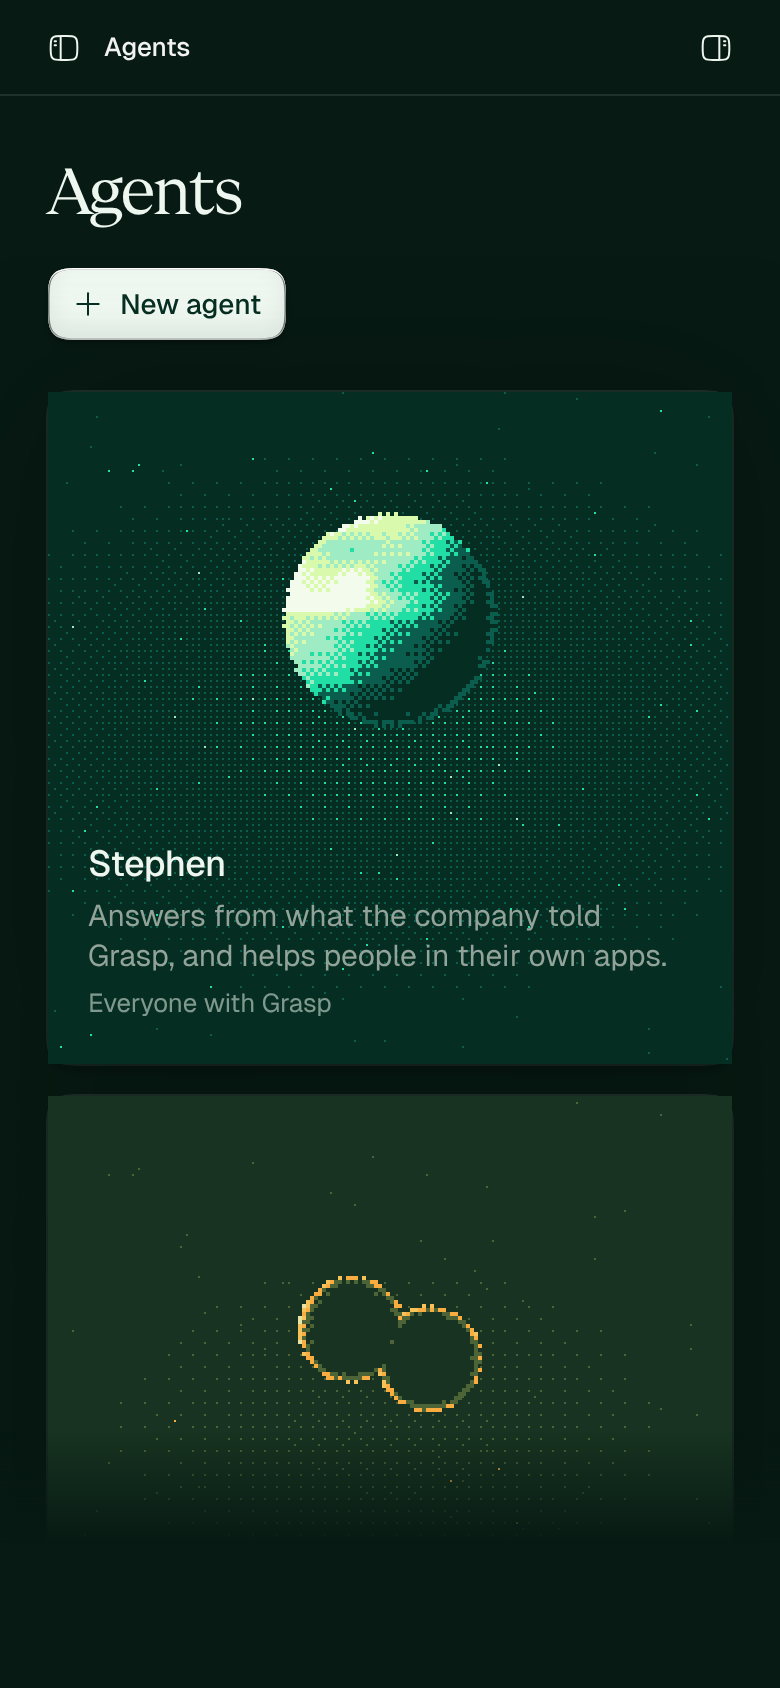 Agents
Agents
New agent
Stephen
Answers from what the company told
Grasp, and helps people in their own apps.
Everyone with Grasp